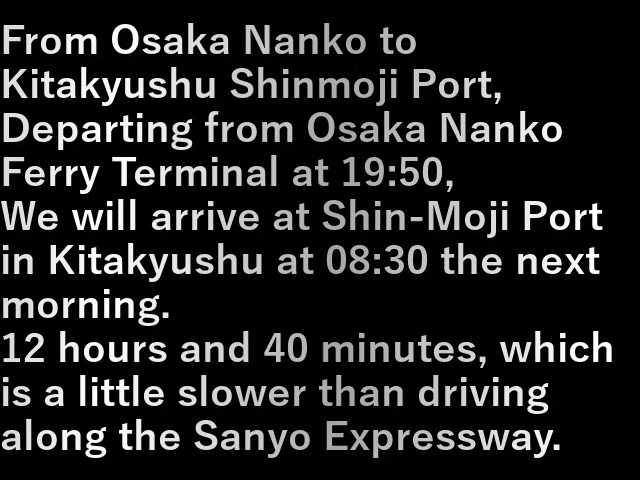 From Osaka Nanko to
Kitakyushu Shinmoji Port,
Departing from Osaka Nanko
Ferry Terminal at 19:50,
We will arrive at Shin-Moji Port
in Kitakyushu at 08:30 the next
morning.
12 hours and 40 minutes, which
is a little slower than driving
along the Sanyo Expressway.